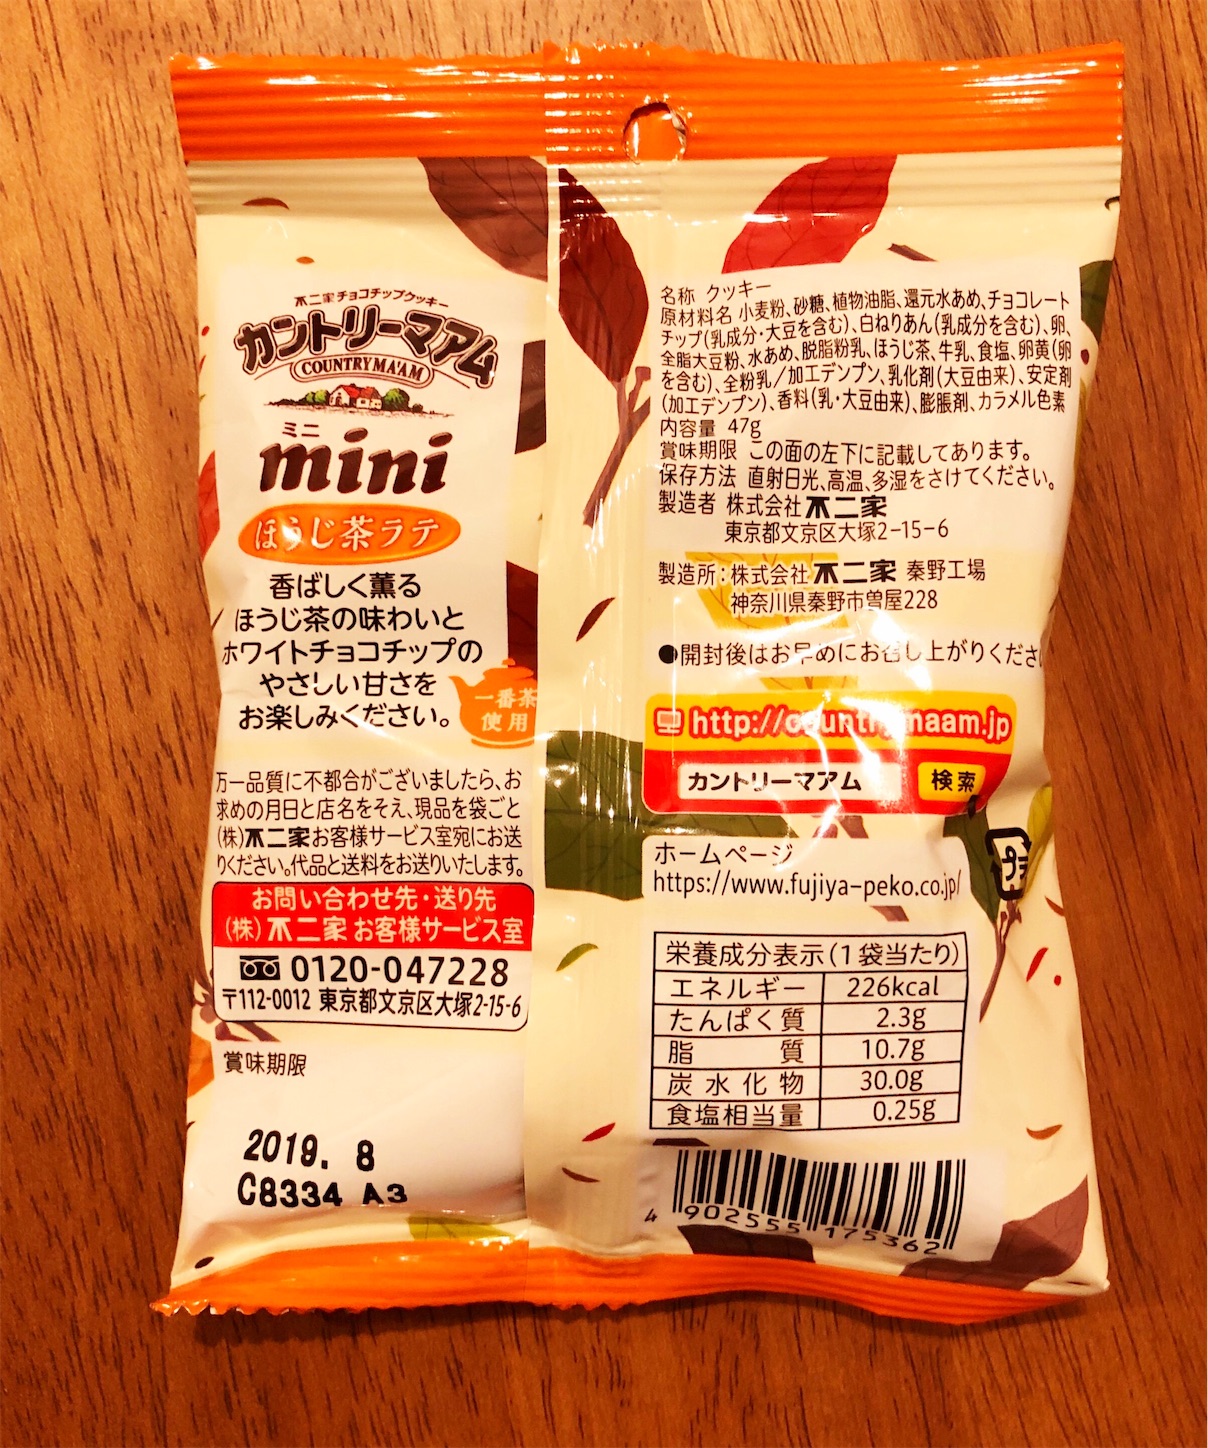 不二家チョコチップクッキー
カントリーマアム
COUNTRY MA'AM
ミニ
mini
ほうじ茶ラテ
香ばしく薫る
ほうじ茶の味わいと
ホワイトチョコチップの
やさしい甘さを
お楽しみください。
一番茶
使用
万一品質に不都合がございましたら、お
求めの月日と店名をそえ、現品を袋ごと
(株)不二家お客様サービス室宛にお送
りください。代品と送料をお送りいたします。
お問い合わせ先・送り先
(株)不二家 お客様サービス室
0120-047228
〒112-0012 東京都文京区大塚2-15-6
賞味期限
2019. 8
C8334 A3
名称 クッキー
原材料名 小麦粉、砂糖、植物油脂、還元水あめ、チョコレート
チップ(乳成分・大豆を含む)、白ねりあん(乳成分を含む)、卵、
全脂大豆粉、水あめ、脱脂粉乳、ほうじ茶、牛乳、食塩、卵黄(卵
を含む)、全粉乳/加工デンプン、乳化剤(大豆由来)、安定剤
(加工デンプン)、香料(乳・大豆由来)、膨脹剤、カラメル色素
内容量 47g
賞味期限 この面の左下に記載してあります。
保存方法 直射日光、高温、多湿をさけてください。
製造者 株式会社不二家
東京都文京区大塚2-15-6
製造所:株式会社不二家 秦野工場
神奈川県秦野市曽屋228
●開封後はお早めにお召し上がりくださ
http://countrymaam.jp
カントリーマアム 検索
プラ
ホームページ
https://www.fujiya-peko.co.jp/
栄養成分表示(1袋当たり)
エネルギー 226kcal
たんぱく質 2.3g
脂質 10.7g
炭水化物 30.0g
食塩相当量 0.25g
4 902555 175362